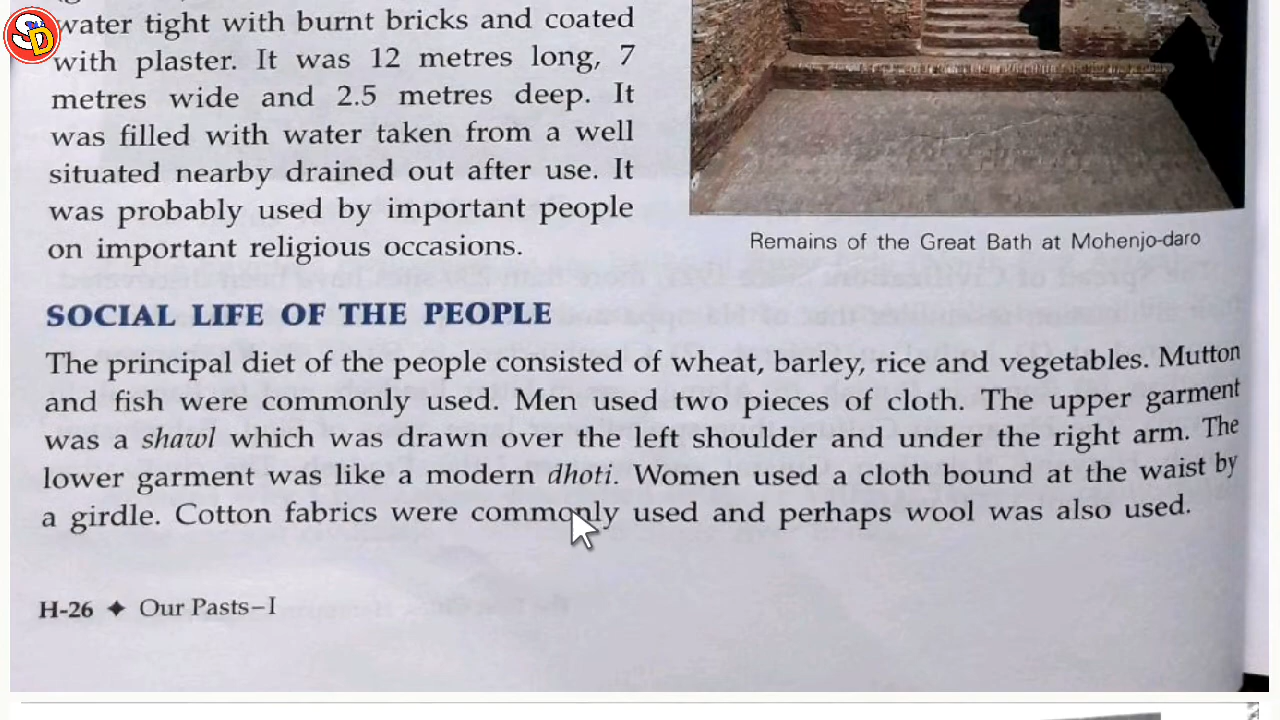 SD
water tight with burnt bricks and coated
with plaster. It was 12 metres long, 7
metres wide and 2.5 metres deep. It
was filled with water taken from a well
situated nearby drained out after use. It
was probably used by important people
on important religious occasions.
Remains of the Great Bath at Mohenjo-daro
SOCIAL LIFE OF THE PEOPLE
The principal diet of the people consisted of wheat, barley, rice and vegetables. Mutton
and fish were commonly used. Men used two pieces of cloth. The upper garment
was a shawl which was drawn over the left shoulder and under the right arm. The
lower garment was like a modern dhoti. Women used a cloth bound at the waist by
a girdle. Cotton fabrics were commonly used and perhaps wool was also used.
H-26 ✦ Our Pasts–I